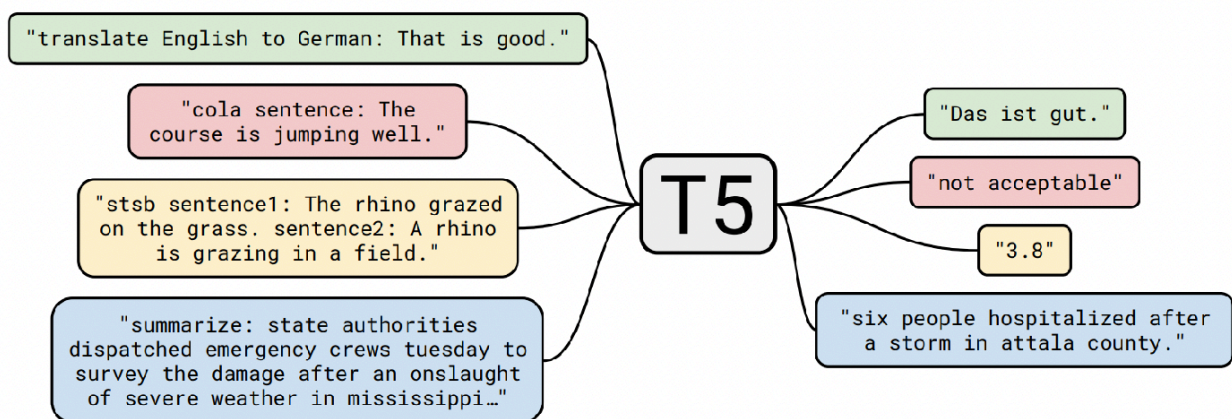 "translate English to German: That is good."
"cola sentence: The
course is jumping well."
"stsb sentence1: The rhino grazed
on the grass. sentence2: A rhino
is grazing in a field."
"summarize: state authorities
dispatched emergency crews tuesday to
survey the damage after an onslaught
of severe weather in mississippi…"
T5
"Das ist gut."
"not acceptable"
"3.8"
"six people hospitalized after
a storm in attala county."